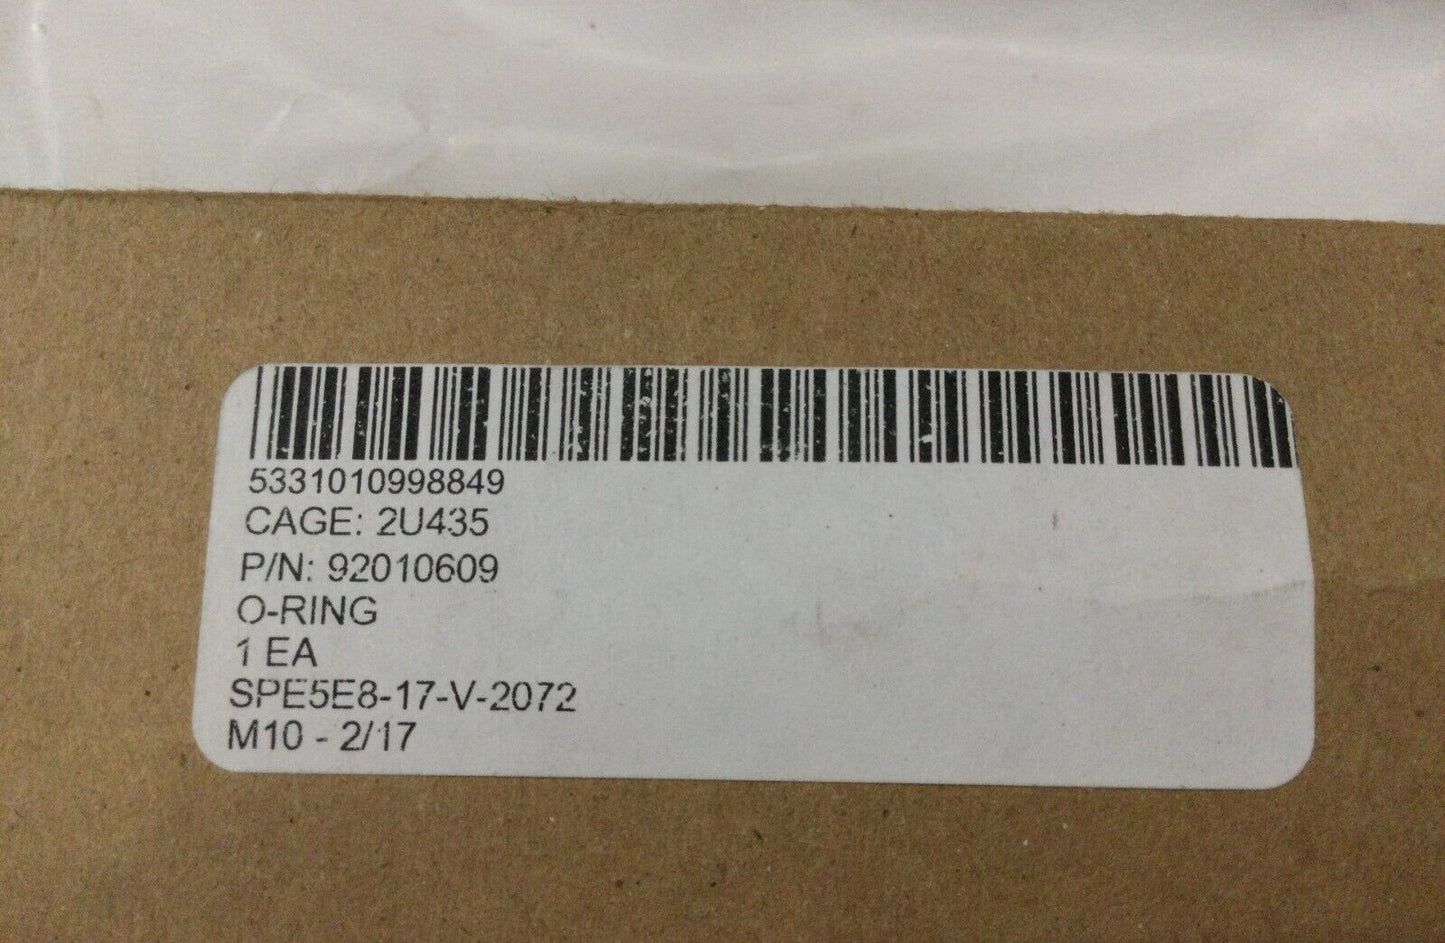 5331010998849
CAGE: 2U435
P/N: 92010609
O-RING
1 EA
SPE5E8-17-V-2072
M10 - 2/17